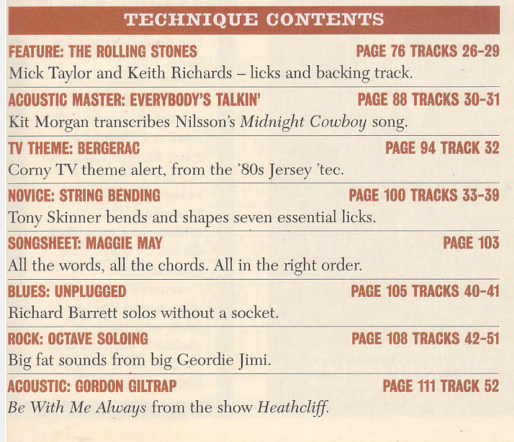 TECHNIQUE CONTENTS
FEATURE: THE ROLLING STONES PAGE 76 TRACKS 26–29
Mick Taylor and Keith Richards – licks and backing track.
ACOUSTIC MASTER: EVERYBODY'S TALKIN' PAGE 88 TRACKS 30–31
Kit Morgan transcribes Nilsson's Midnight Cowboy song.
TV THEME: BERGERAC PAGE 94 TRACK 32
Corny TV theme alert, from the '80s Jersey 'tec.
NOVICE: STRING BENDING PAGE 100 TRACKS 33–39
Tony Skinner bends and shapes seven essential licks.
SONGSHEET: MAGGIE MAY PAGE 103
All the words, all the chords. All in the right order.
BLUES: UNPLUGGED PAGE 105 TRACKS 40–41
Richard Barrett solos without a socket.
ROCK: OCTAVE SOLOING PAGE 108 TRACKS 42-51
Big fat sounds from big Geordie Jimi.
ACOUSTIC: GORDON GILTRAP PAGE 111 TRACK 52
Be With Me Always from the show Heathcliff.